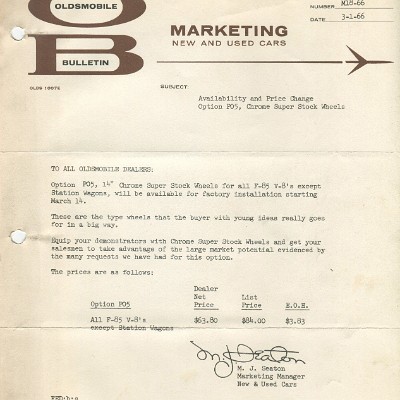 OLDSMOBILE
BULLETIN
OLDS 10072
MARKETING
NEW AND USED CARS
NUMBER M18-66
DATE 3-1-66
SUBJECT:
Availability and Price Change
Option P05, Chrome Super Stock Wheels
TO ALL OLDSMOBILE DEALERS:
Option P05, 14" Chrome Super Stock Wheels for all F-85 V-8's except
Station Wagons, will be available for factory installation starting
March 14.
These are the type wheels that the buyer with young ideas really goes
for in a big way.
Equip your demonstrators with Chrome Super Stock Wheels and get your
salesmen to take advantage of the large market potential evidenced by
the many requests we have had for this option.
The prices are as follows:
Dealer
Net List
Option P05 Price Price E.O.H.
All F-85 V-8's $63.80 $84.00 $3.83
except Station Wagons
M. J. Seaton
M. J. Seaton
Marketing Manager
New & Used Cars